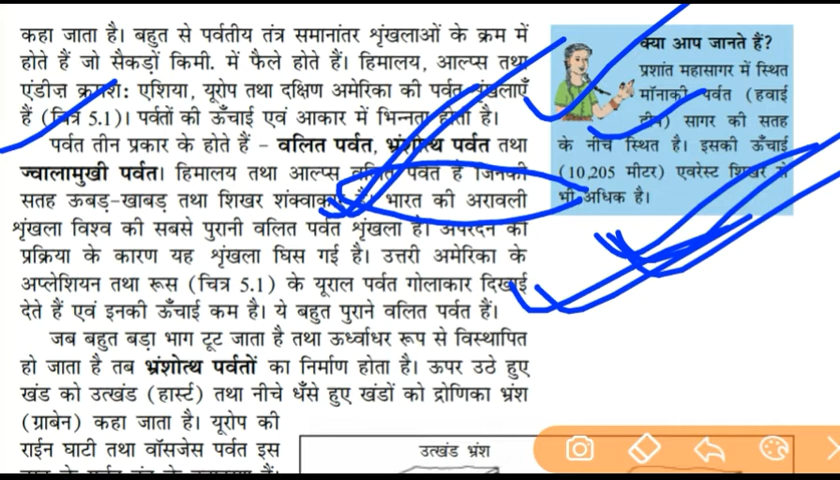 कहा जाता है। बहुत से पर्वतीय तंत्र समानांतर शृंखलाओं के क्रम में
होते हैं जो सैकड़ों किमी. में फैले होते हैं। हिमालय, आल्प्स तथा
एंडीज़ क्रमश: एशिया, यूरोप तथा दक्षिण अमेरिका की पर्वत शृंखलाएँ
हैं (चित्र 5.1)। पर्वतों की ऊँचाई एवं आकार में भिन्नता होती है।
पर्वत तीन प्रकार के होते हैं - वलित पर्वत, भ्रंशोत्थ पर्वत तथा
ज्वालामुखी पर्वत। हिमालय तथा आल्प्स वलित पर्वत हैं जिनकी
सतह ऊबड़-खाबड़ तथा शिखर शंक्वाकार है। भारत की अरावली
शृंखला विश्व की सबसे पुरानी वलित पर्वत शृंखला है। अपरदन की
प्रक्रिया के कारण यह शृंखला घिस गई है। उत्तरी अमेरिका के
अप्लेशियन तथा रूस (चित्र 5.1) के यूराल पर्वत गोलाकार दिखाई
देते हैं एवं इनकी ऊँचाई कम है। ये बहुत पुराने वलित पर्वत हैं।
जब बहुत बड़ा भाग टूट जाता है तथा ऊर्ध्वाधर रूप से विस्थापित
हो जाता है तब भ्रंशोत्थ पर्वतों का निर्माण होता है। ऊपर उठे हुए
खंड को उत्खंड (हार्स्ट) तथा नीचे धँसे हुए खंडों को द्रोणिका भ्रंश
(ग्राबेन) कहा जाता है। यूरोप की
राईन घाटी तथा वॉसजेस पर्वत इस
क्या आप जानते हैं?
प्रशांत महासागर में स्थित
मॉनाकी पर्वत (हवाई
द्वीप) सागर की सतह
के नीचे स्थित है। इसकी ऊँचाई
(10,205 मीटर) एवरेस्ट शिखर से
भी अधिक है।
उत्खंड भ्रंश